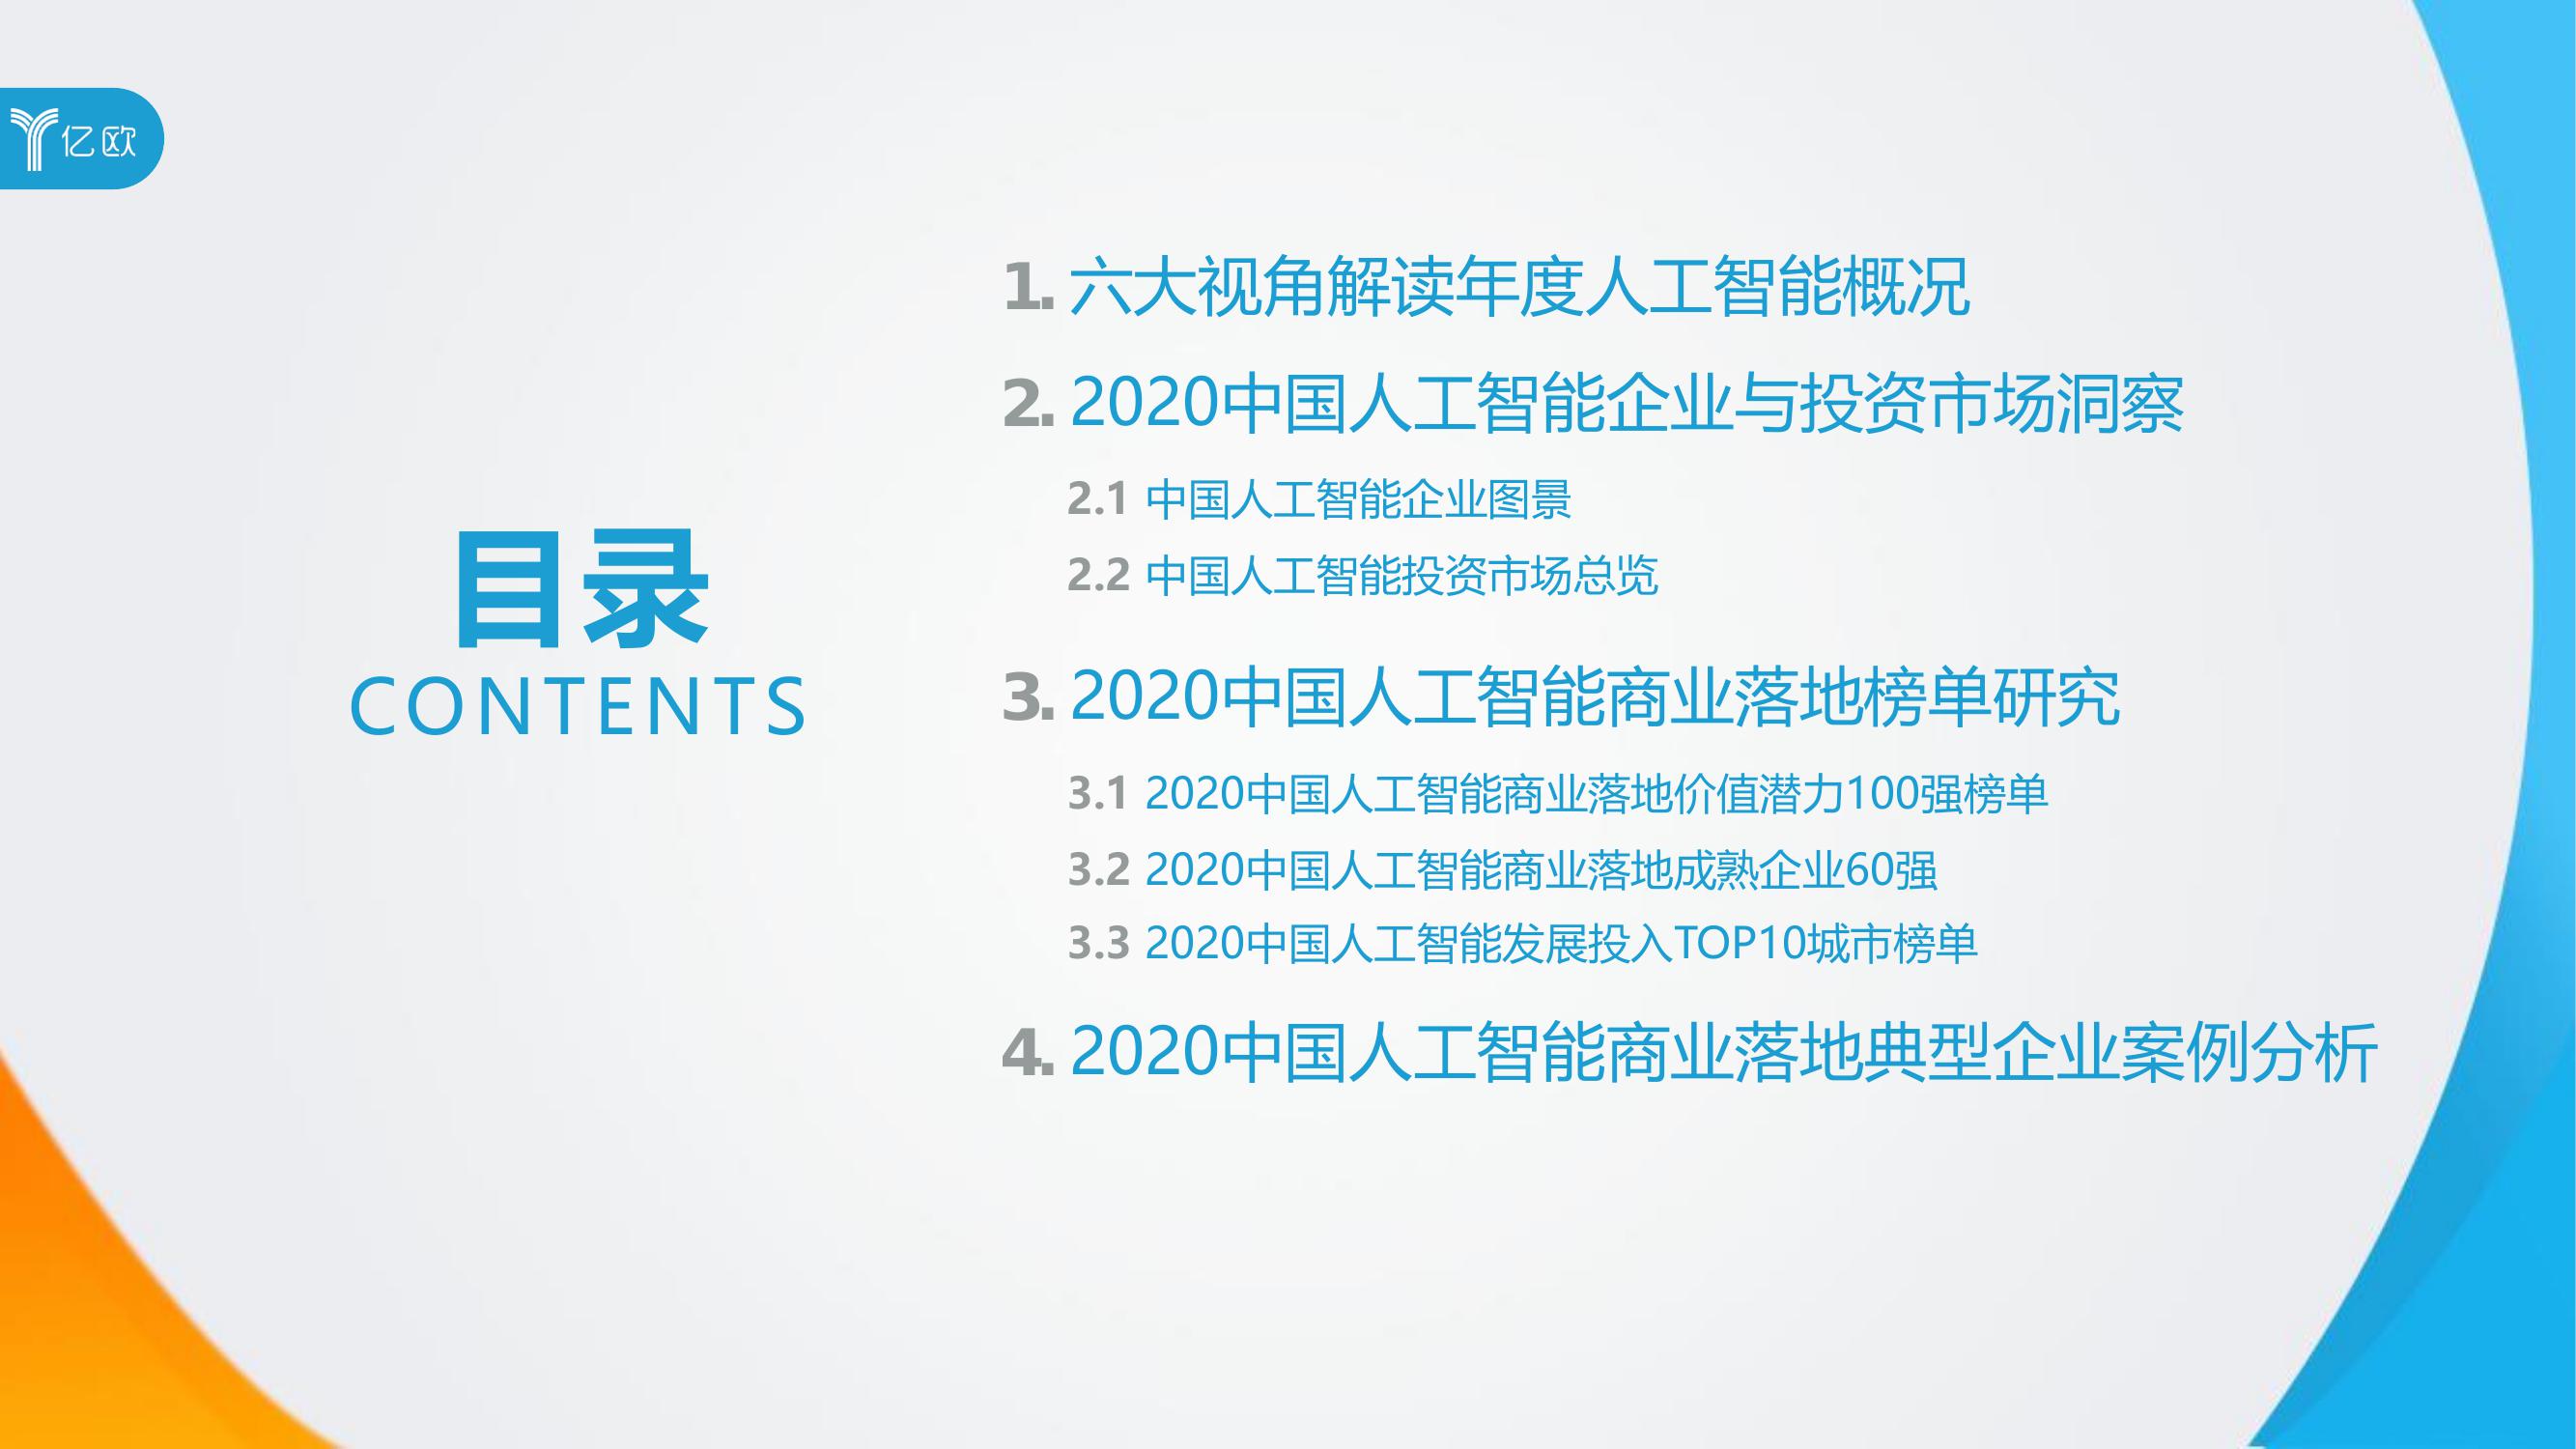 亿欧
目录
CONTENTS
1. 六大视角解读年度人工智能概况
2. 2020中国人工智能企业与投资市场洞察
2.1 中国人工智能企业图景
2.2 中国人工智能投资市场总览
3. 2020中国人工智能商业落地榜单研究
3.1 2020中国人工智能商业落地价值潜力100强榜单
3.2 2020中国人工智能商业落地成熟企业60强
3.3 2020中国人工智能发展投入TOP10城市榜单
4. 2020中国人工智能商业落地典型企业案例分析